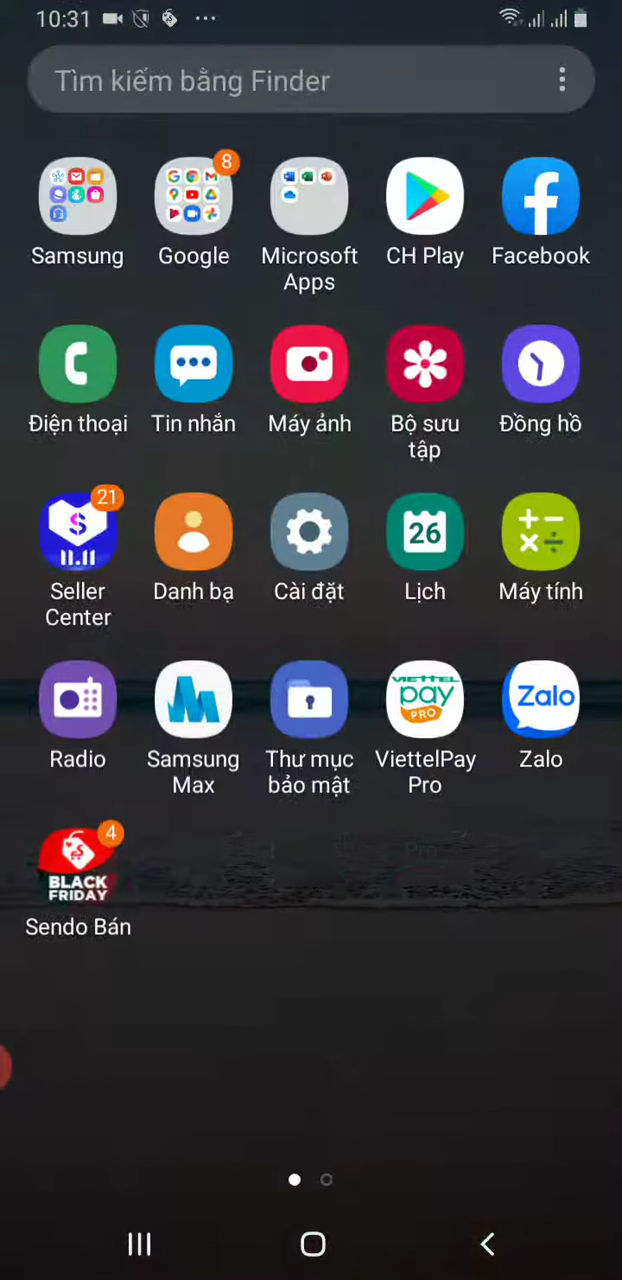 10:31
Tìm kiếm bằng Finder
8
Samsung
Google
Microsoft
Apps
CH Play
Facebook
Điện thoại
Tin nhắn
Máy ảnh
Bộ sưu
tập
Đồng hồ
21
11.11
26
Seller
Center
Danh bạ
Cài đặt
Lịch
Máy tính
VIETTEL
pay
PRO
Zalo
Radio
Samsung
Max
Thư mục
bảo mật
ViettelPay
Pro
Zalo
4
BLACK
FRIDAY
Sendo Bán